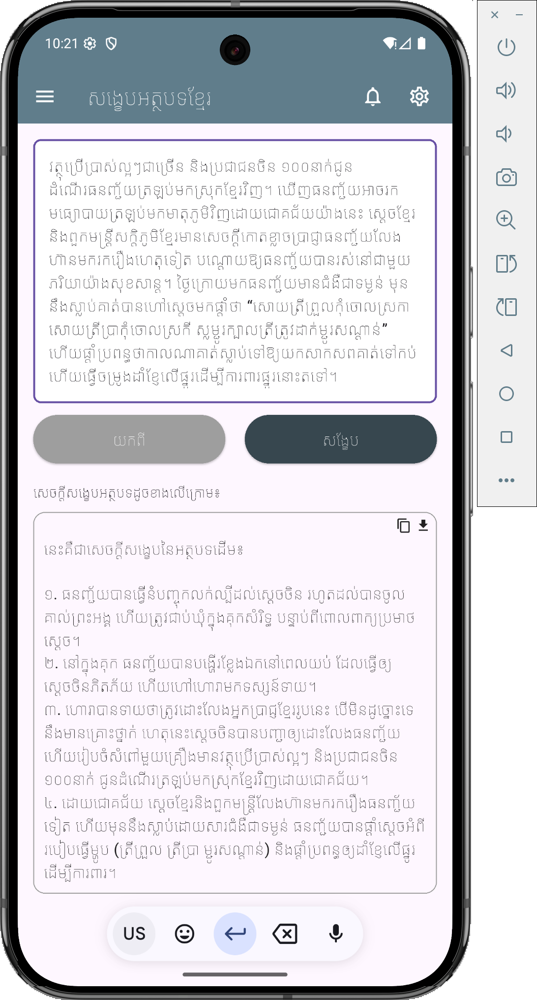 10:21
សង្ខេបអត្ថបទខ្មែរ
វត្ថុប្រើប្រាស់ល្អៗជាច្រើន និងប្រជាជនចិន ១០០នាក់ជូន
ដំណើរធនញ្ជ័យត្រឡប់មកស្រុកខ្មែរវិញ។ ឃើញធនញ្ជ័យអាចរក
មធ្យោបាយត្រឡប់មកមាតុភូមិវិញដោយជោគជ័យយ៉ាងនេះ ស្ដេចខ្មែរ
និងពួកមន្ត្រីសក្ដិភូមិខ្មែរមានសេចក្ដីកោតខ្លាចប្រាជ្ញាធនញ្ជ័យលែង
ហ៊ានមករករឿងហេតុទៀត បណ្ដោយឱ្យធនញ្ជ័យបានរស់នៅជាមួយ
ភរិយាយ៉ាងសុខសាន្ត។ ថ្ងៃក្រោយមកធនញ្ជ័យមានជំងឺជាទម្ងន់ មុន
នឹងស្លាប់គាត់បានហៅស្ដេចមកផ្ដាំថា “សោយត្រីព្រួលកុំចោលស្រកា
សោយត្រីប្រាកុំចោលស្រកី ស្លម្ជូរក្បាលត្រីត្រូវដាក់ម្ជូរសណ្ដាន់”
ហើយផ្ដាំប្រពន្ធថាកាលណាគាត់ស្លាប់ទៅឱ្យយកសាកសពគាត់ទៅកប់
ហើយធ្វើចម្រូងដាំខ្ញែលើផ្នូរដើម្បីការពារផ្នូរនោះតទៅ។
យកពី
សង្ខែប
សេចក្ដីសង្ខេបអត្ថបទដូចខាងលើក្រោម៖
នេះគឺជាសេចក្ដីសង្ខេបនៃអត្ថបទដើម៖
១. ធនញ្ជ័យបានធ្វើនំបញ្ចុកលក់ល្បីដល់ស្ដេចចិន រហូតដល់បានចូល
គាល់ព្រះអង្គ ហើយត្រូវជាប់ឃុំក្នុងគុកសំរិទ្ធ បន្ទាប់ពីពោលពាក្យប្រមាថ
ស្ដេច។
២. នៅក្នុងគុក ធនញ្ជ័យបានបង្ហើរខ្លែងឯកនៅពេលយប់ ដែលធ្វើឲ្យ
ស្ដេចចិនភិតភ័យ ហើយហៅហោរាមកទស្សន៍ទាយ។
៣. ហោរាបានទាយថាត្រូវដោះលែងអ្នកប្រាជ្ញខ្មែររូបនេះ បើមិនដូច្នោះទេ
នឹងមានគ្រោះថ្នាក់ ហេតុនេះស្ដេចចិនបានបញ្ជាឲ្យដោះលែងធនញ្ជ័យ
ហើយរៀបចំសំពៅមួយគ្រឿងមានវត្ថុប្រើប្រាស់ល្អៗ និងប្រជាជនចិន
១០០នាក់ ជូនដំណើរត្រឡប់មកស្រុកខ្មែរវិញដោយជោគជ័យ។
៤. ដោយជោគជ័យ ស្ដេចខ្មែរនិងពួកមន្ត្រីលែងហ៊ានមករករឿងធនញ្ជ័យ
ទៀត ហើយមុននឹងស្លាប់ដោយសារជំងឺជាទម្ងន់ ធនញ្ជ័យបានផ្ដាំស្ដេចអំពី
របៀបធ្វើម្ហូប (ត្រីព្រួល ត្រីប្រា ម្ជូរសណ្ដាន់) និងផ្ដាំប្រពន្ធឲ្យដាំខ្ញែលើផ្នូរ
ដើម្បីការពារ។
US